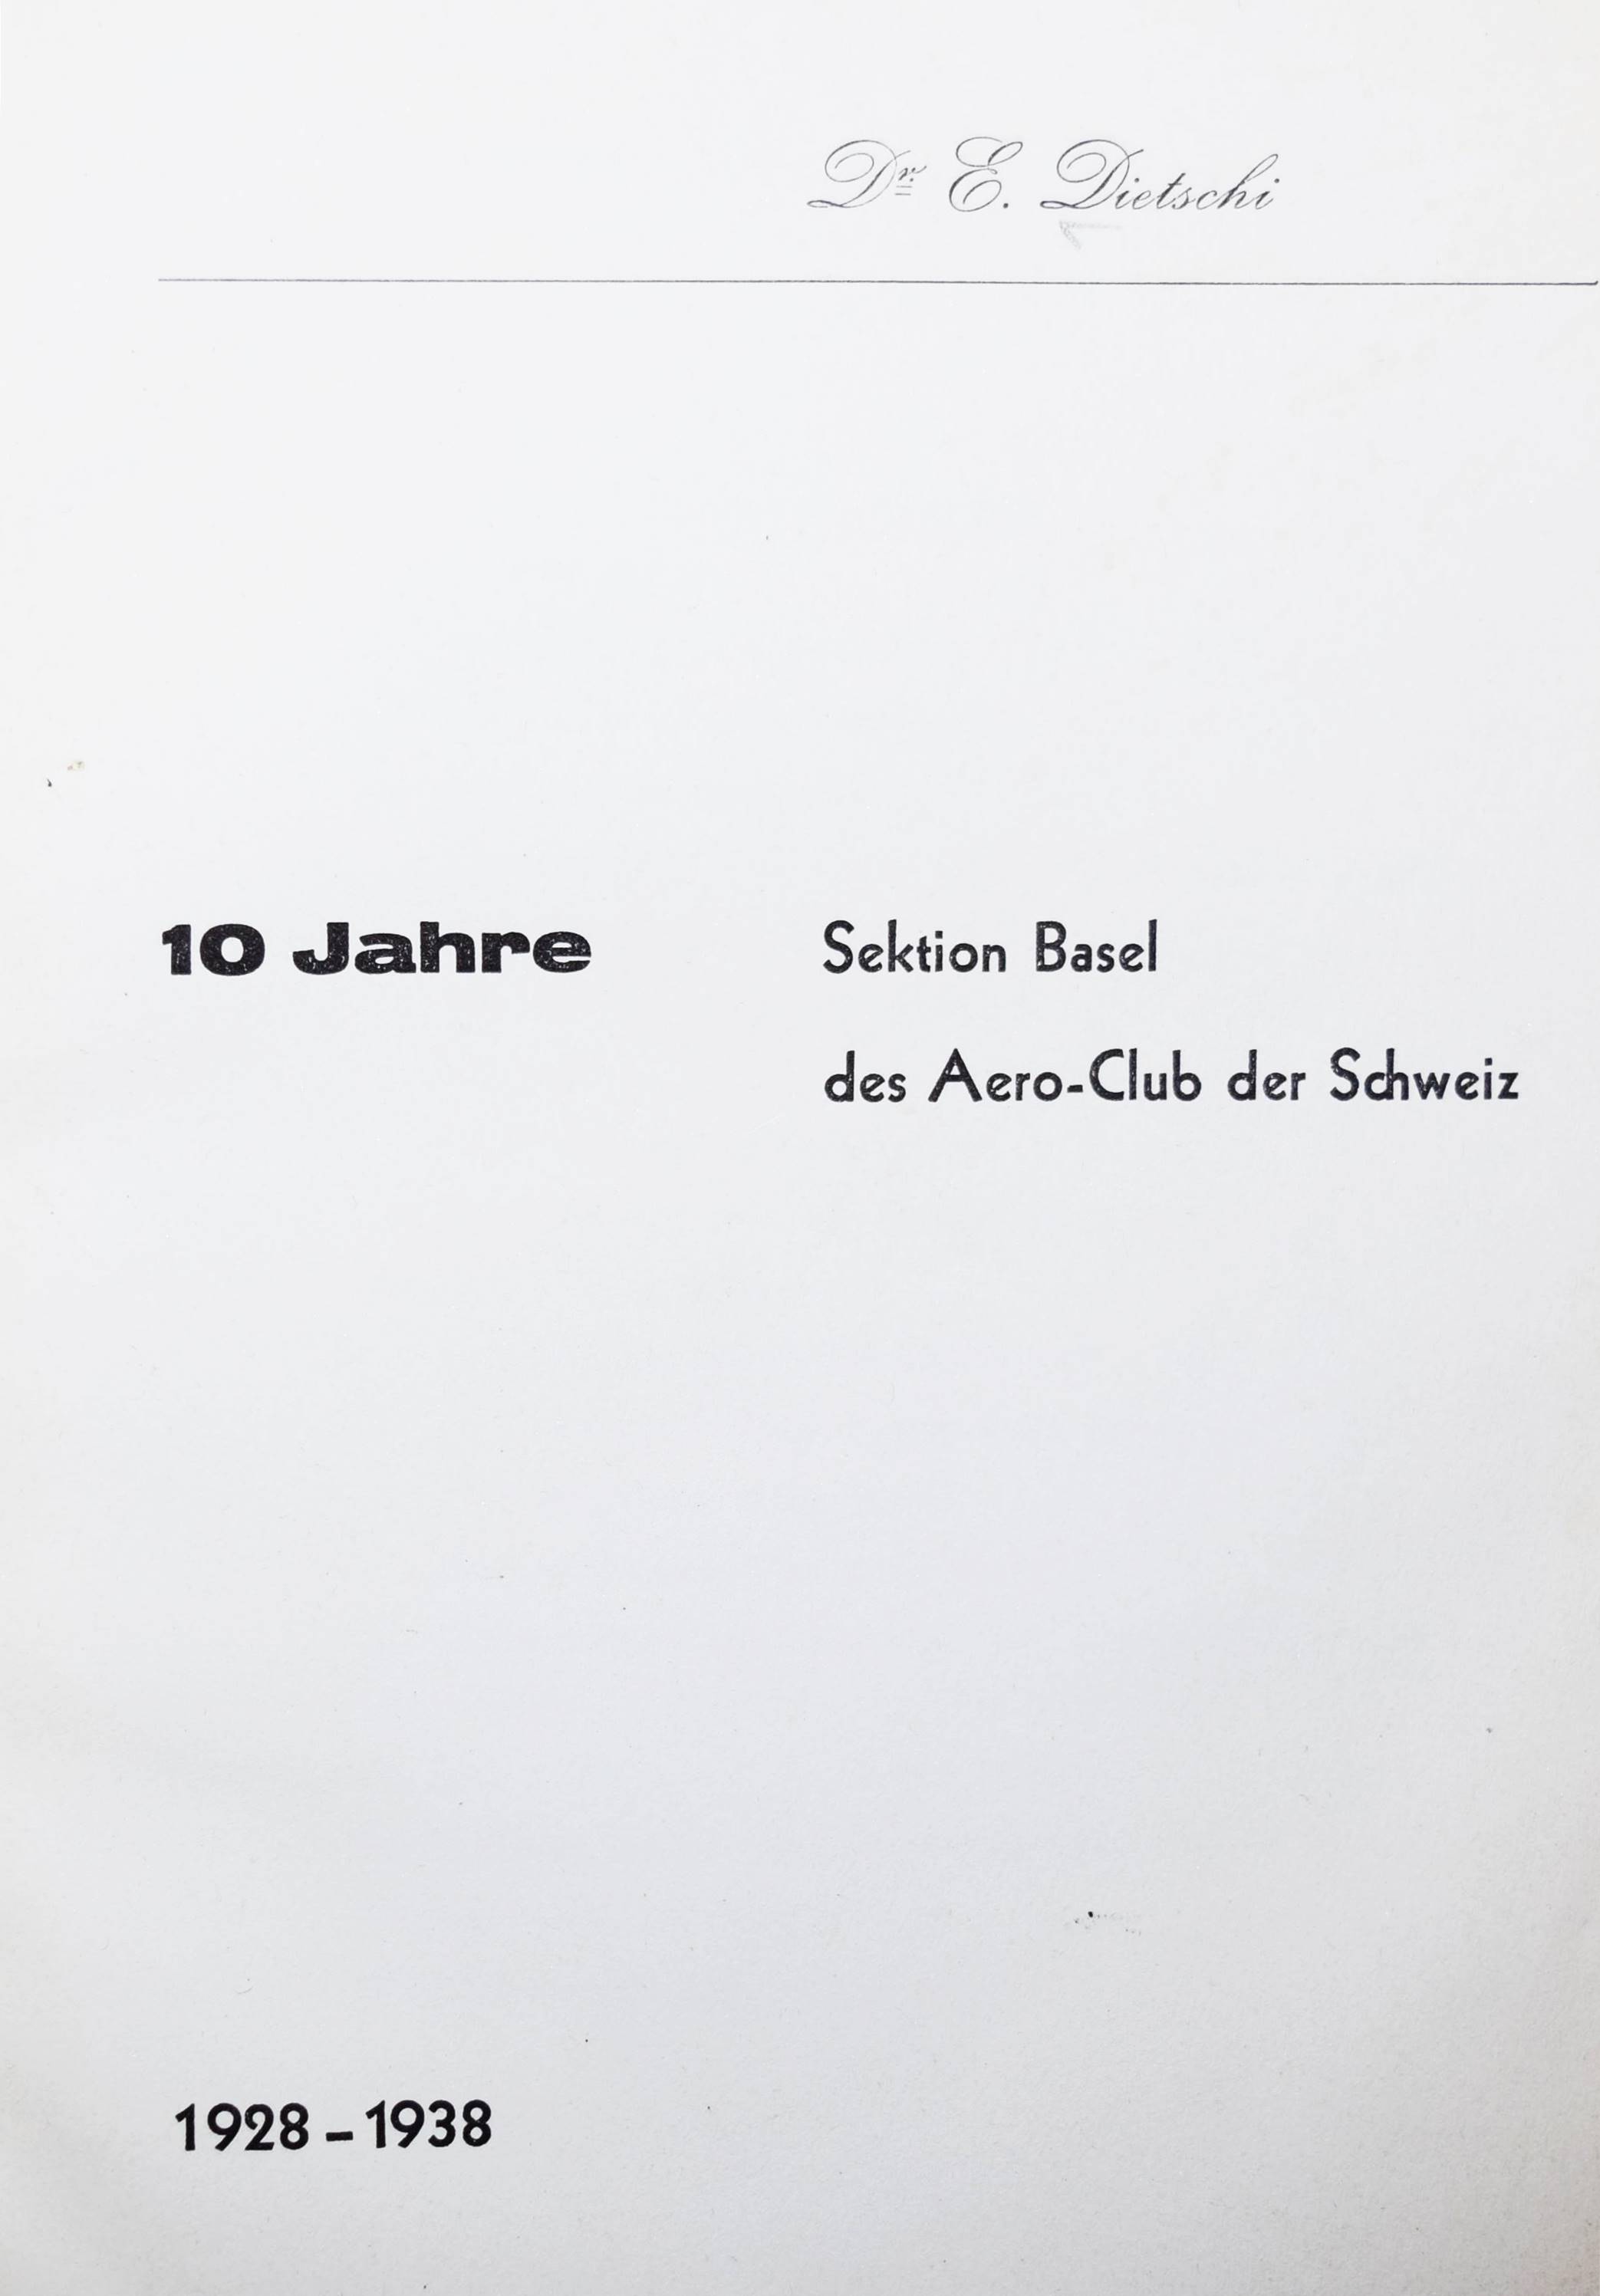 Dr. E. Dietschi
10 Jahre
Sektion Basel
des Aero-Club der Schweiz
1928 – 1938